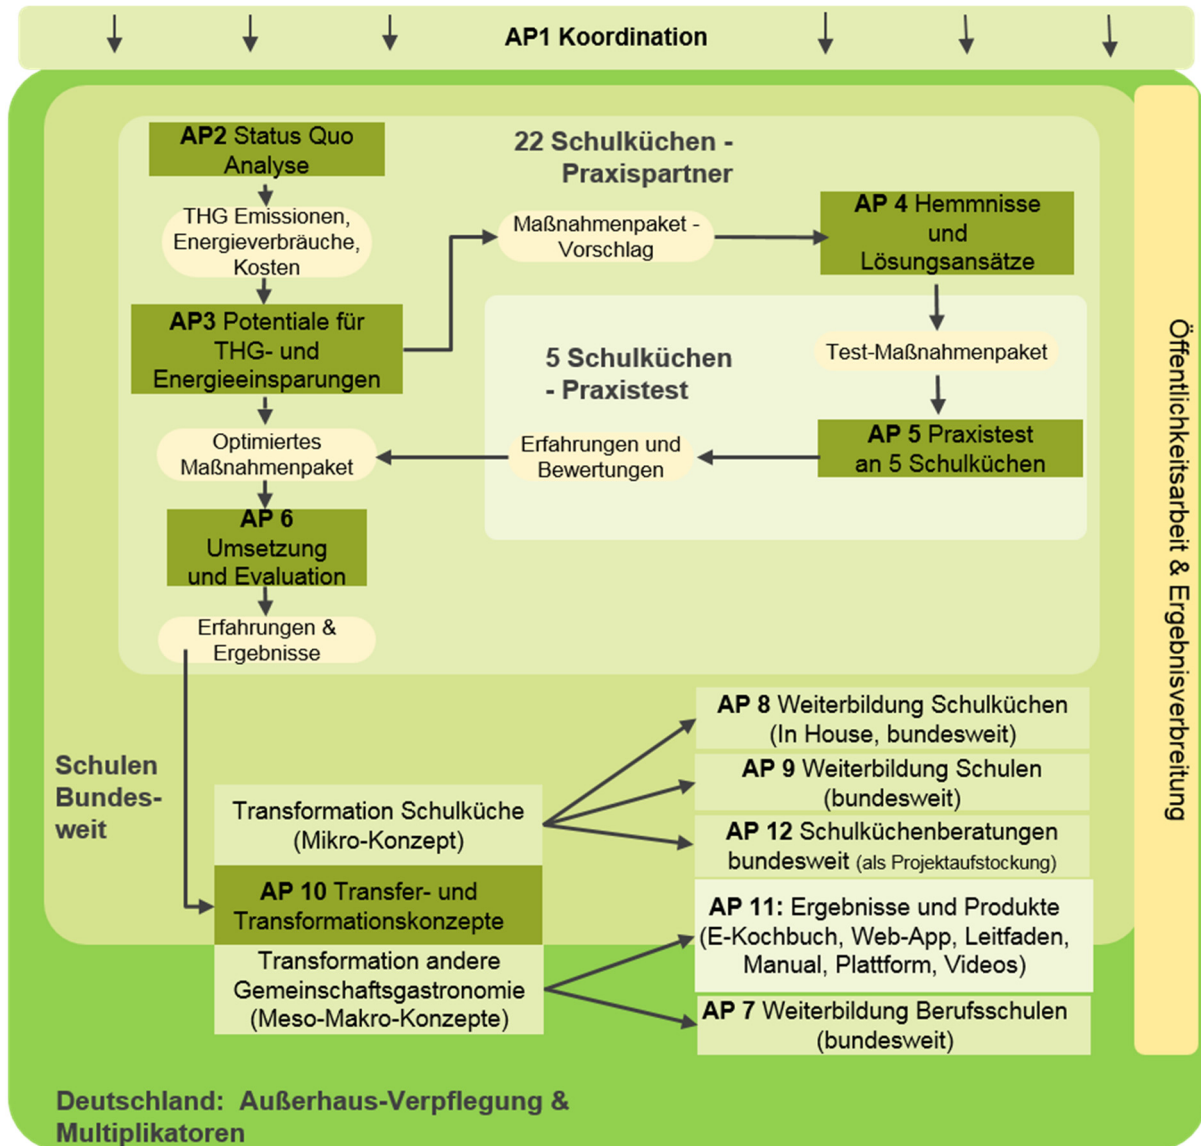 AP1 Koordination
AP2 Status Quo
Analyse
22 Schulküchen -
Praxispartner
THG Emissionen,
Energieverbräuche,
Kosten
Maßnahmenpaket -
Vorschlag
AP 4 Hemmnisse
und
Lösungsansätze
AP3 Potentiale für
THG- und
Energieeinsparungen
5 Schulküchen
- Praxistest
Test-Maßnahmenpaket
Optimiertes
Maßnahmenpaket
Erfahrungen und
Bewertungen
AP 5 Praxistest
an 5 Schulküchen
AP 6
Umsetzung
und Evaluation
Erfahrungen &
Ergebnisse
Öffentlichkeitsarbeit & Ergebnisverbreitung
Schulen
Bundes-
weit
Transformation Schulküche
(Mikro-Konzept)
AP 10 Transfer- und
Transformationskonzepte
Transformation andere
Gemeinschaftsgastronomie
(Meso-Makro-Konzepte)
AP 8 Weiterbildung Schulküchen
(In House, bundesweit)
AP 9 Weiterbildung Schulen
(bundesweit)
AP 12 Schulküchenberatungen
bundesweit (als Projektaufstockung)
AP 11: Ergebnisse und Produkte
(E-Kochbuch, Web-App, Leitfaden,
Manual, Plattform, Videos)
AP 7 Weiterbildung Berufsschulen
(bundesweit)
Deutschland: Außerhaus-Verpflegung &
Multiplikatoren